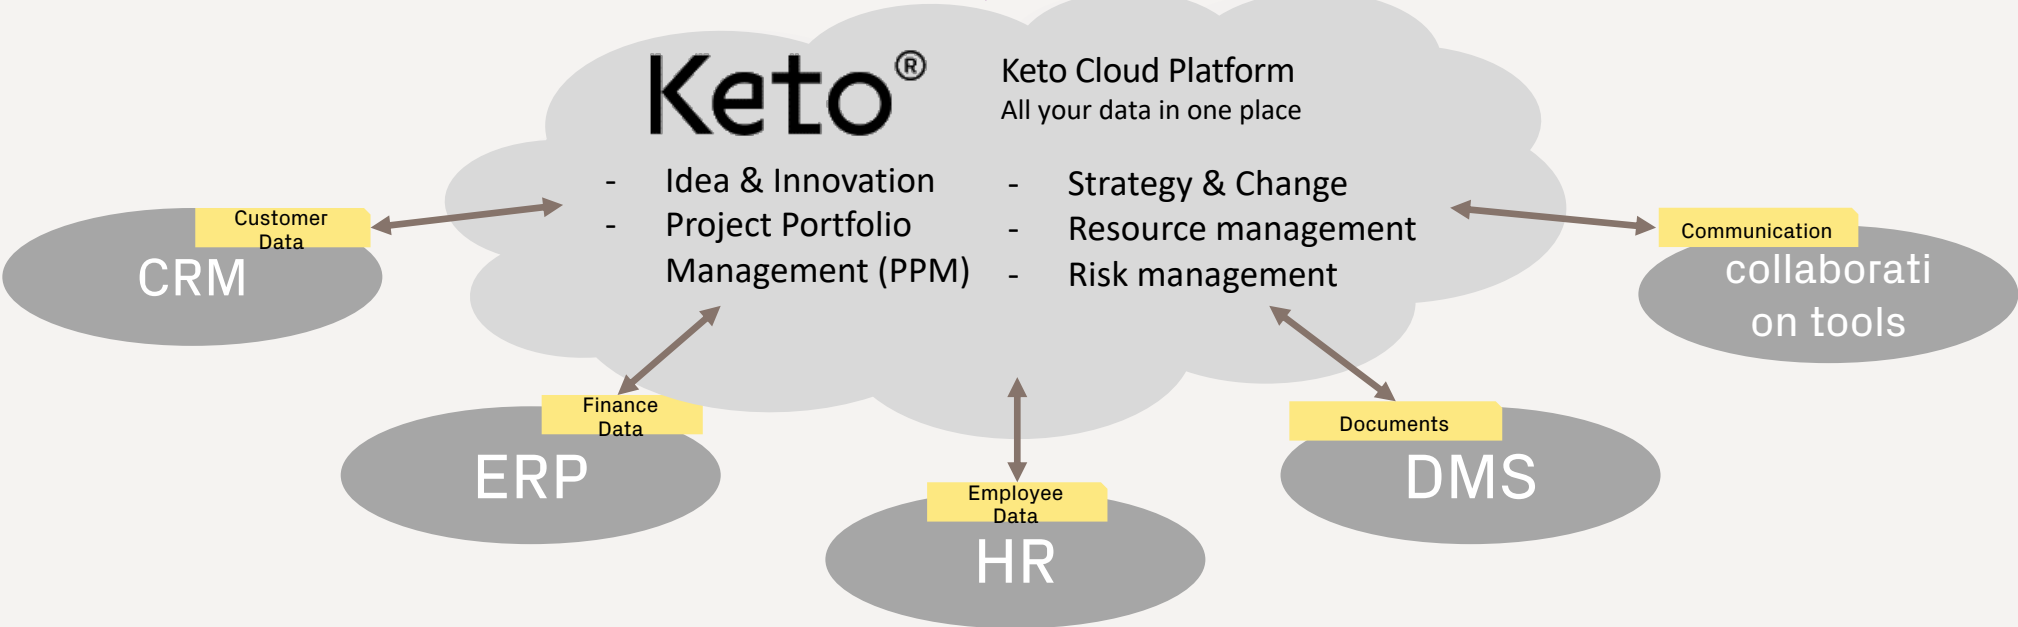 Keto®
Keto Cloud Platform
All your data in one place
- Idea & Innovation
- Project Portfolio
Management (PPM)
- Strategy & Change
- Resource management
- Risk management
Customer
Data
CRM
Finance
Data
ERP
Employee
Data
HR
Documents
DMS
Communication
collaborati
on tools